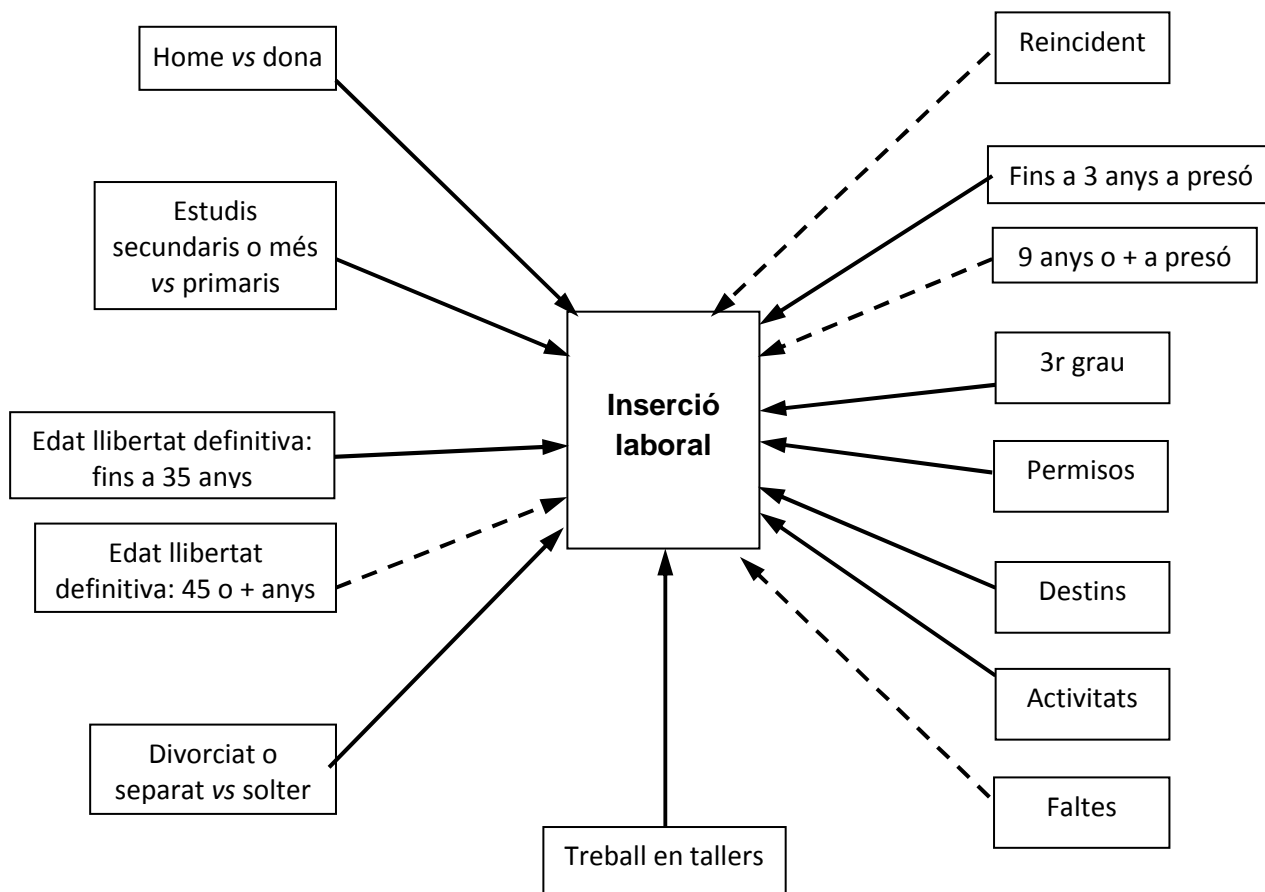 Home vs dona
Estudis
secundaris o més
vs primaris
Edat llibertat definitiva:
fins a 35 anys
Edat llibertat
definitiva: 45 o + anys
Divorciat o
separat vs solter
Inserció
laboral
Treball en tallers
Reincident
Fins a 3 anys a presó
9 anys o + a presó
3r grau
Permisos
Destins
Activitats
Faltes